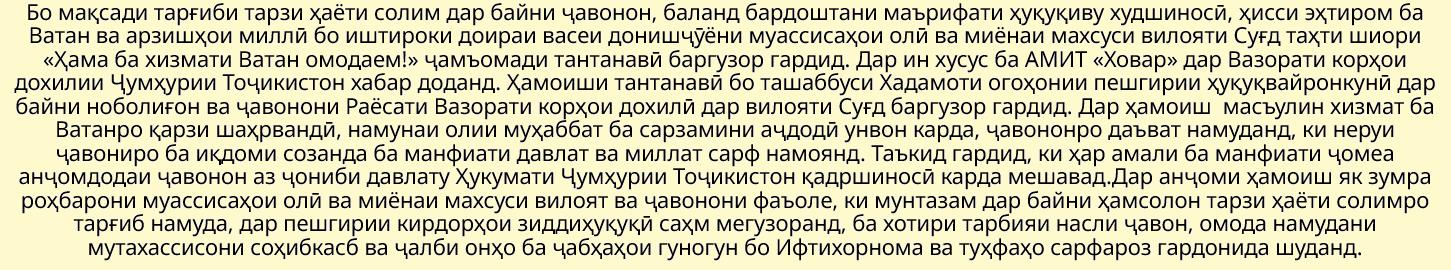 Бо мақсади тарғиби тарзи ҳаёти солим дар байни ҷавонон, баланд бардоштани маърифати ҳуқуқиву худшиносӣ, ҳисси эҳтиром ба
Ватан ва арзишҳои миллӣ бо иштироки доираи васеи донишҷӯёни муассисаҳои олӣ ва миёнаи махсуси вилояти Суғд таҳти шиори
«Ҳама ба хизмати Ватан омодаем!» ҷамъомади тантанавӣ баргузор гардид. Дар ин хусус ба АМИТ «Ховар» дар Вазорати корҳои
дохилии Ҷумҳурии Тоҷикистон хабар доданд. Ҳамоиши тантанавӣ бо ташаббуси Хадамоти огоҳонии пешгирии ҳуқуқвайронкунӣ дар
байни ноболиғон ва ҷавонони Раёсати Вазорати корҳои дохилӣ дар вилояти Суғд баргузор гардид. Дар ҳамоиш  масъулин хизмат ба
Ватанро қарзи шаҳрвандӣ, намунаи олии муҳаббат ба сарзамини аҷдодӣ унвон карда, ҷавононро даъват намуданд, ки неруи
ҷавониро ба иқдоми созанда ба манфиати давлат ва миллат сарф намоянд. Таъкид гардид, ки ҳар амали ба манфиати ҷомеа
анҷомдодаи ҷавонон аз ҷониби давлату Ҳукумати Ҷумҳурии Тоҷикистон қадршиносӣ карда мешавад.Дар анҷоми ҳамоиш як зумра
роҳбарони муассисаҳои олӣ ва миёнаи махсуси вилоят ва ҷавонони фаъоле, ки мунтазам дар байни ҳамсолон тарзи ҳаёти солимро
тарғиб намуда, дар пешгирии кирдорҳои зиддиҳуқуқӣ саҳм мегузоранд, ба хотири тарбияи насли ҷавон, омода намудани
мутахассисони соҳибкасб ва ҷалби онҳо ба ҷабҳаҳои гуногун бо Ифтихорнома ва туҳфаҳо сарфароз гардонида шуданд.